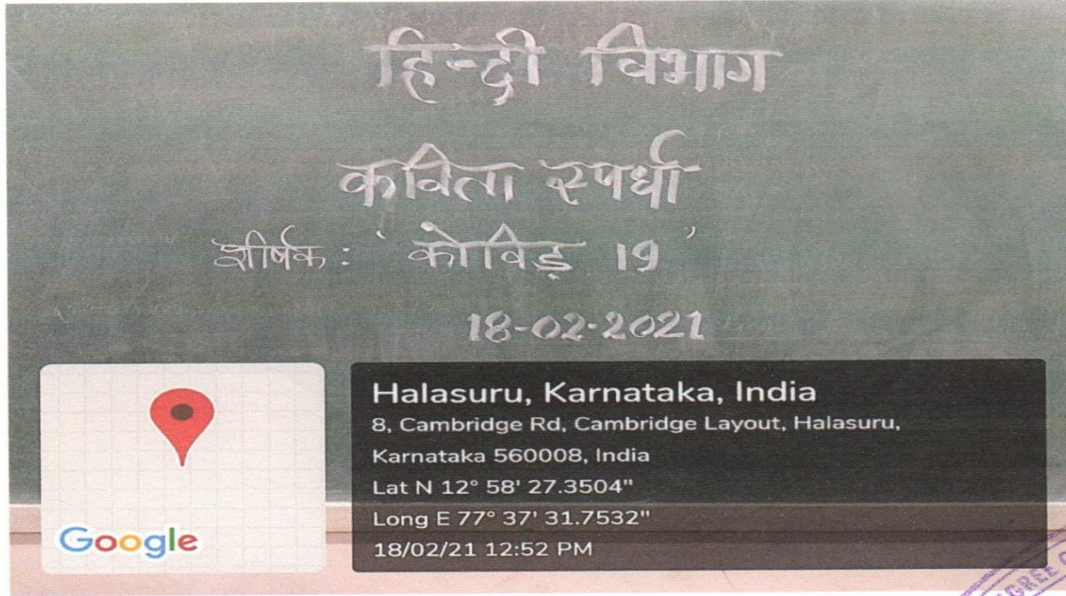 हिन्दी विभाग
कविता स्पर्धा
शीर्षक : ' कोविड़ 19 '
18-02-2021
Halasuru, Karnataka, India
8, Cambridge Rd, Cambridge Layout, Halasuru,
Karnataka 560008, India
Lat N 12° 58' 27.3504"
Long E 77° 37' 31.7532"
18/02/21 12:52 PM
Google